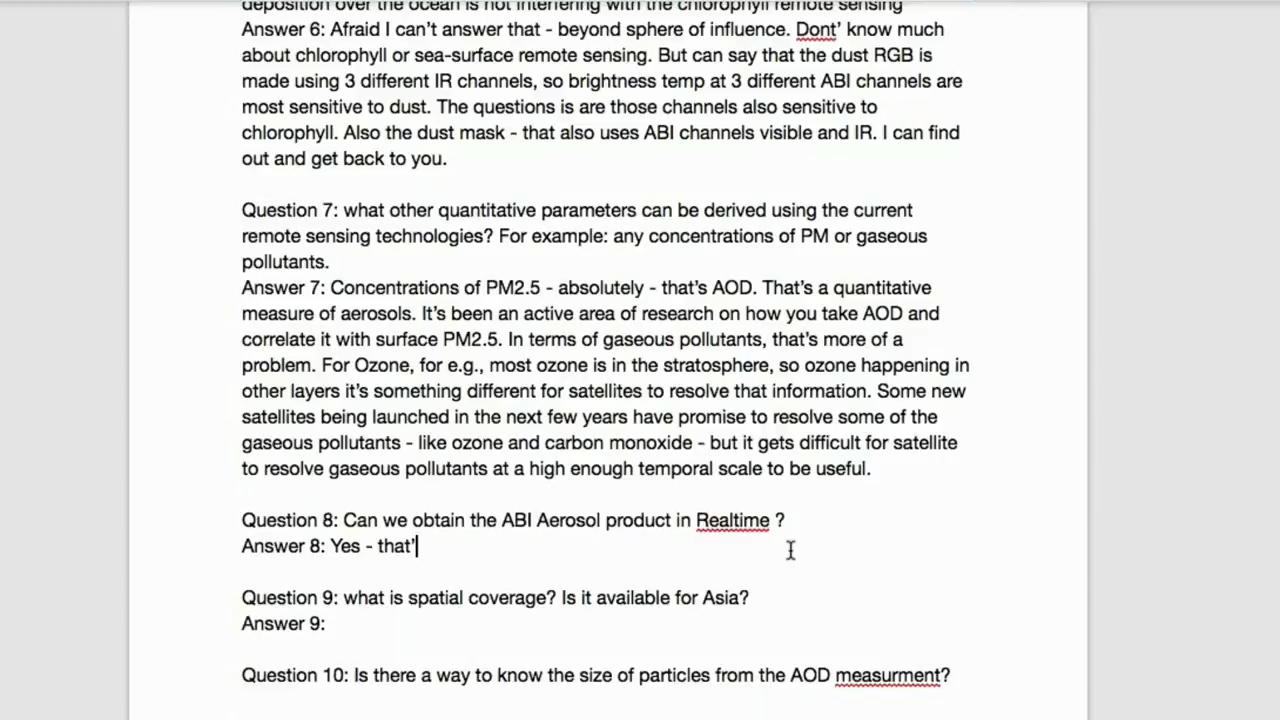 deposition over the ocean is not interfering with the chlorophyll remote sensing
Answer 6: Afraid I can't answer that - beyond sphere of influence. Dont' know much
about chlorophyll or sea-surface remote sensing. But can say that the dust RGB is
made using 3 different IR channels, so brightness temp at 3 different ABI channels are
most sensitive to dust. The questions is are those channels also sensitive to
chlorophyll. Also the dust mask - that also uses ABI channels visible and IR. I can find
out and get back to you.
Question 7: what other quantitative parameters can be derived using the current
remote sensing technologies? For example: any concentrations of PM or gaseous
pollutants.
Answer 7: Concentrations of PM2.5 - absolutely - that's AOD. That's a quantitative
measure of aerosols. It's been an active area of research on how you take AOD and
correlate it with surface PM2.5. In terms of gaseous pollutants, that's more of a
problem. For Ozone, for e.g., most ozone is in the stratosphere, so ozone happening in
other layers it's something different for satellites to resolve that information. Some new
satellites being launched in the next few years have promise to resolve some of the
gaseous pollutants - like ozone and carbon monoxide - but it gets difficult for satellite
to resolve gaseous pollutants at a high enough temporal scale to be useful.
Question 8: Can we obtain the ABI Aerosol product in Realtime ?
Answer 8: Yes - that'
Question 9: what is spatial coverage? Is it available for Asia?
Answer 9:
Question 10: Is there a way to know the size of particles from the AOD measurment?